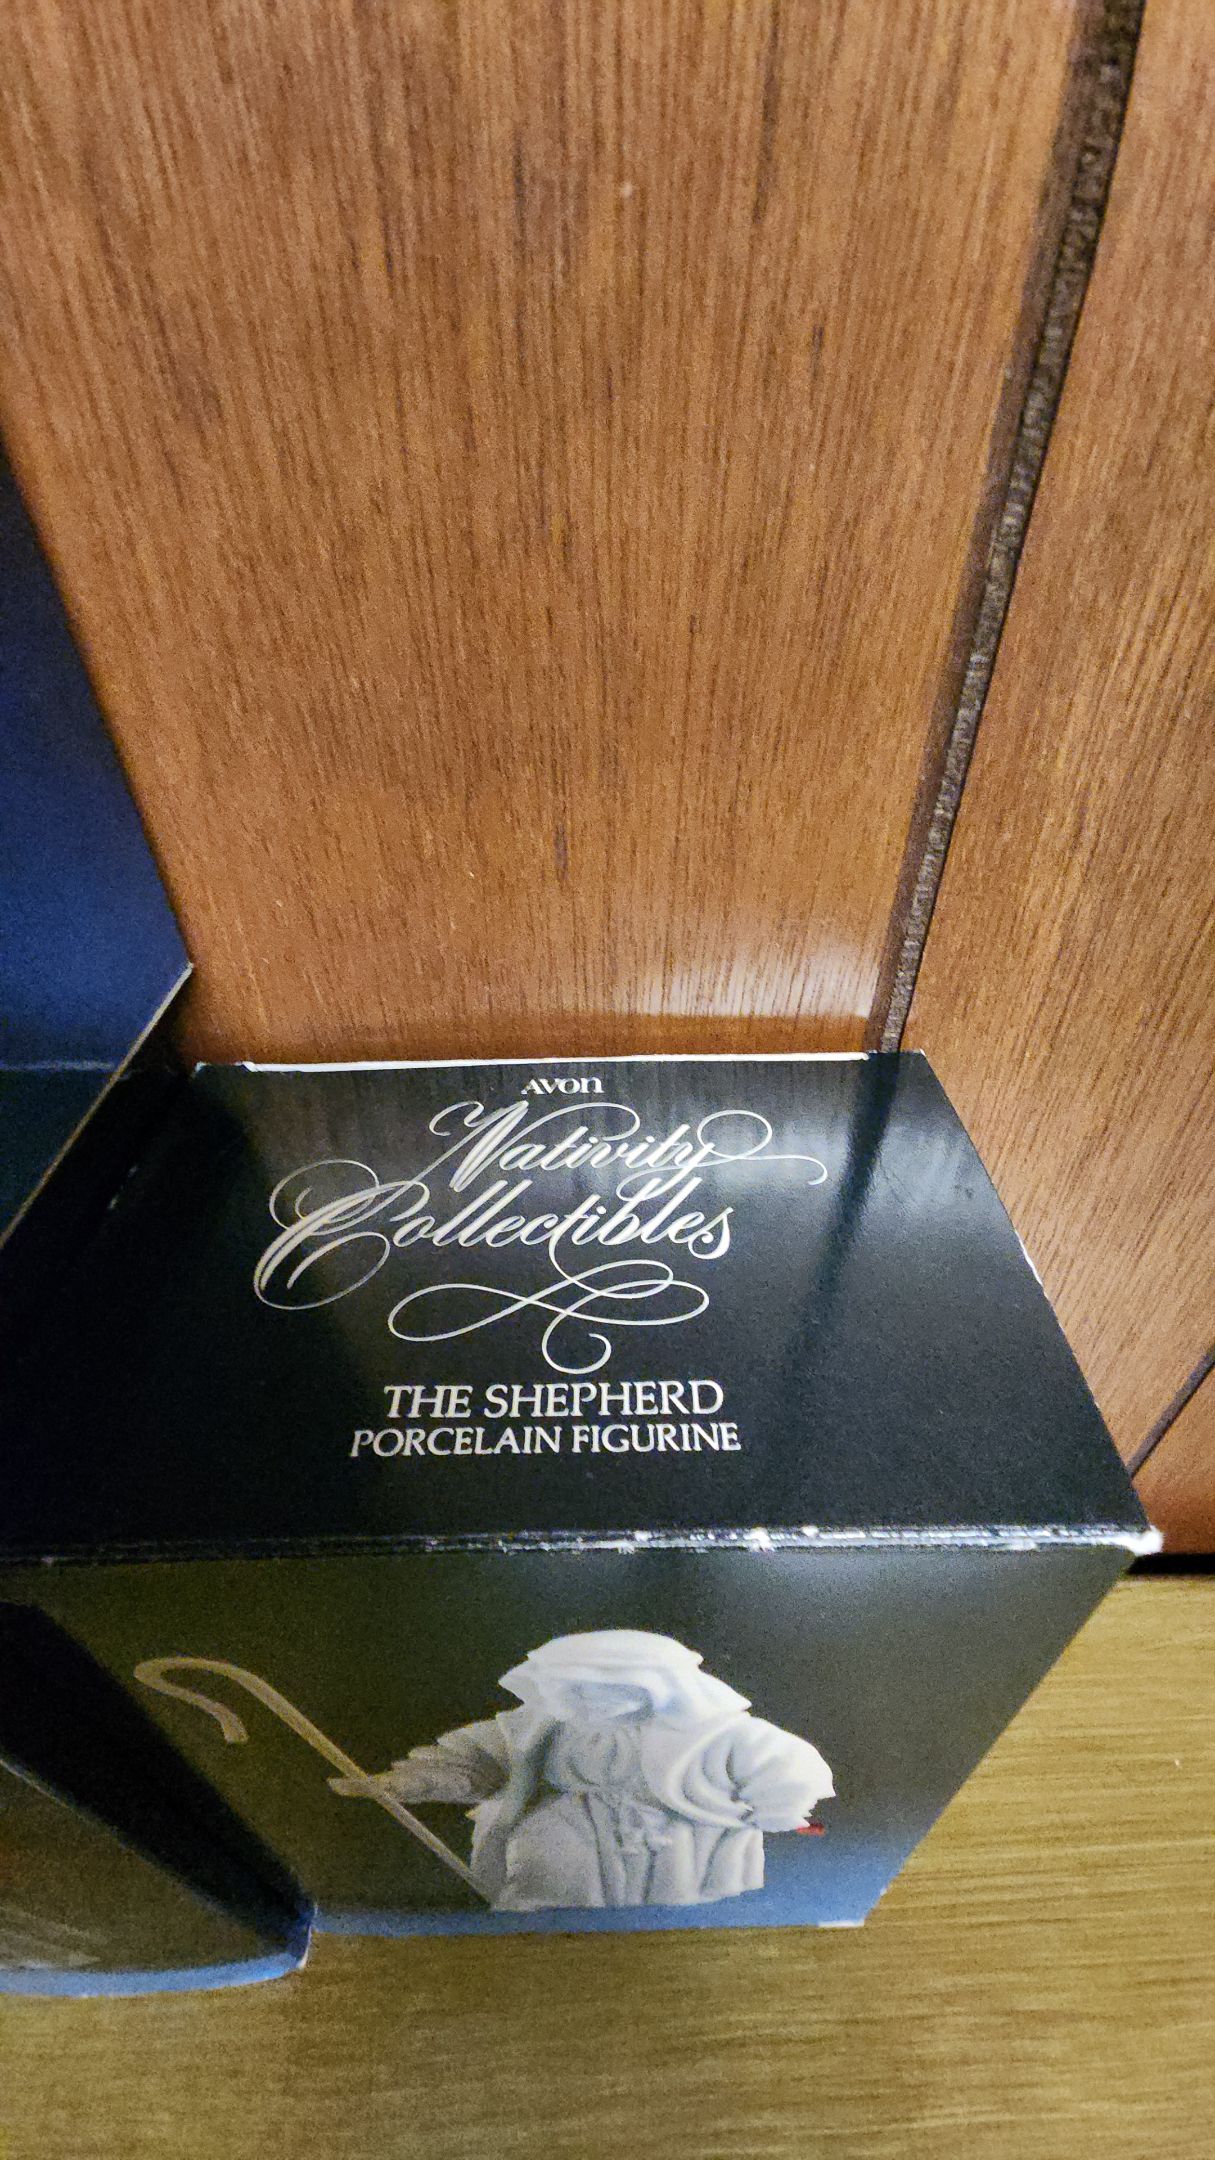 AVON
Nativity
Collectibles
THE SHEPHERD
PORCELAIN FIGURINE